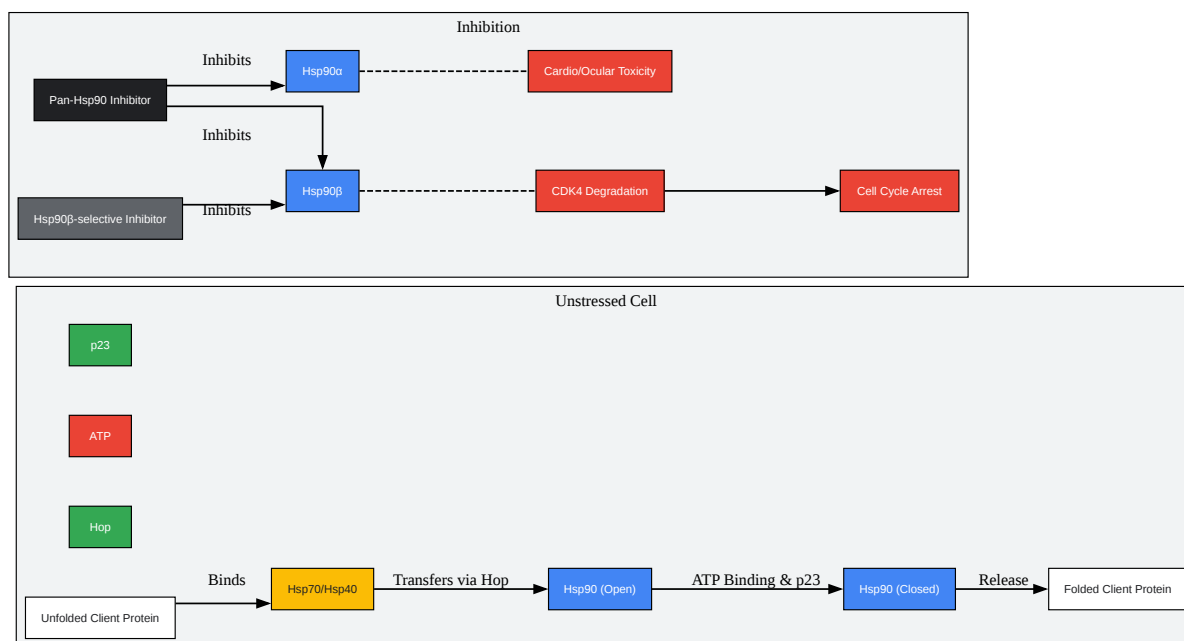 Inhibition
Inhibits
Hsp90α
Cardio/Ocular Toxicity
Pan-Hsp90 Inhibitor
Inhibits
Hsp90β
CDK4 Degradation
Cell Cycle Arrest
Inhibits
Hsp90β-selective Inhibitor
Unstressed Cell
p23
ATP
Hop
Binds
Hsp70/Hsp40
Transfers via Hop
Hsp90 (Open)
ATP Binding & p23
Hsp90 (Closed)
Release
Folded Client Protein
Unfolded Client Protein